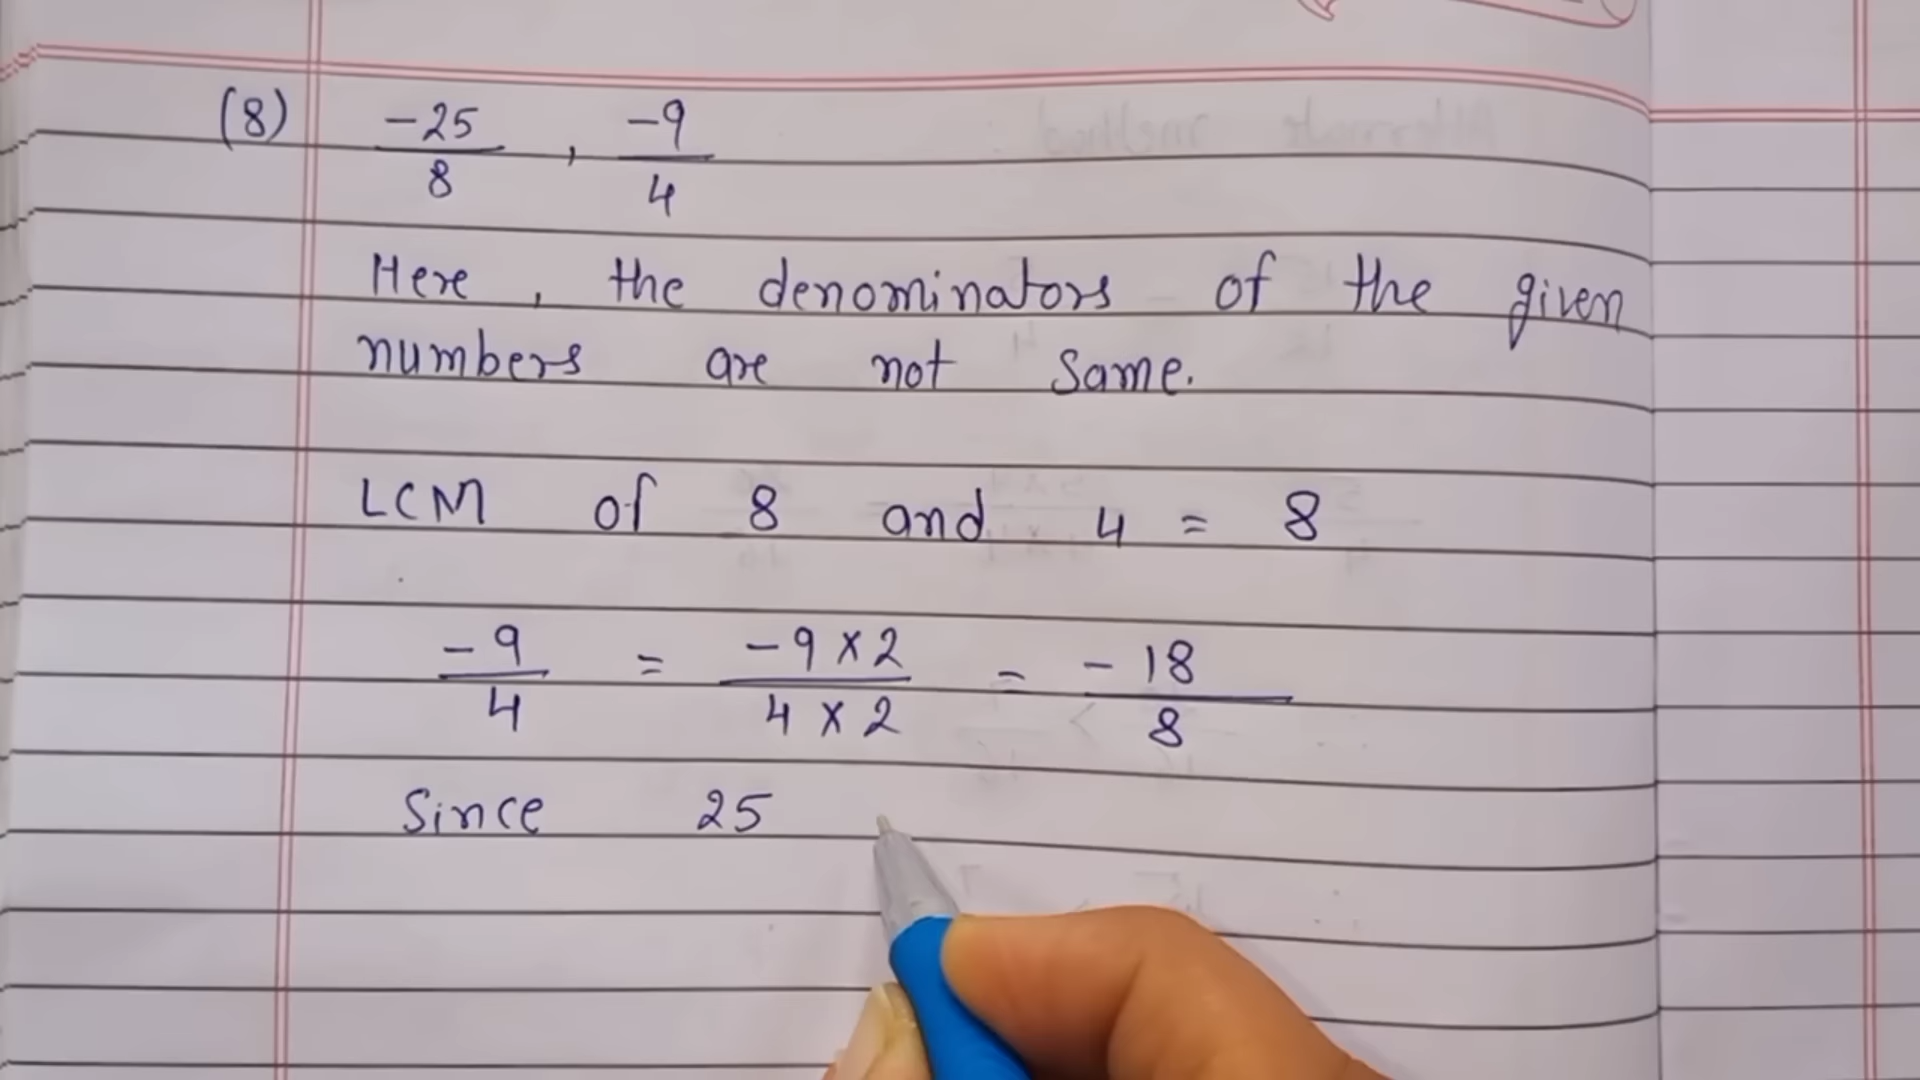 (8) -25/8 , -9/4
Here , the denominators of the given
numbers are not same.
LCM of 8 and 4 = 8
-9/4 = -9 × 2/4 × 2 = -18/8
Since 25